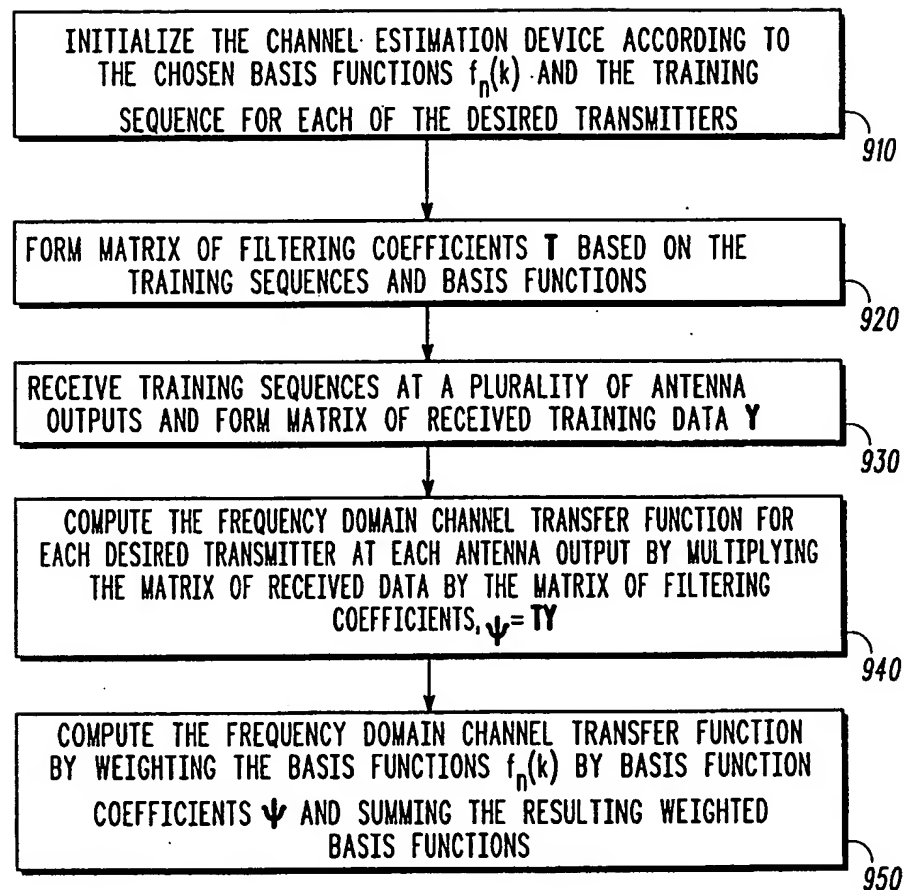 INITIALIZE THE CHANNEL ESTIMATION DEVICE ACCORDING TO
THE CHOSEN BASIS FUNCTIONS fn(k) AND THE TRAINING
SEQUENCE FOR EACH OF THE DESIRED TRANSMITTERS
910
FORM MATRIX OF FILTERING COEFFICIENTS T BASED ON THE
TRAINING SEQUENCES AND BASIS FUNCTIONS
920
RECEIVE TRAINING SEQUENCES AT A PLURALITY OF ANTENNA
OUTPUTS AND FORM MATRIX OF RECEIVED TRAINING DATA Y
930
COMPUTE THE FREQUENCY DOMAIN CHANNEL TRANSFER FUNCTION FOR
EACH DESIRED TRANSMITTER AT EACH ANTENNA OUTPUT BY MULTIPLYING
THE MATRIX OF RECEIVED DATA BY THE MATRIX OF FILTERING
COEFFICIENTS, ψ=TY
940
COMPUTE THE FREQUENCY DOMAIN CHANNEL TRANSFER FUNCTION
BY WEIGHTING THE BASIS FUNCTIONS fn(k) BY BASIS FUNCTION
COEFFICIENTS ψ AND SUMMING THE RESULTING WEIGHTED
BASIS FUNCTIONS
950